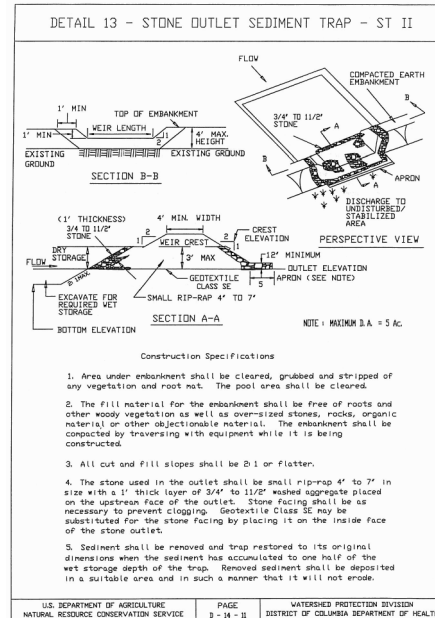 DETAIL 13 - STONE OUTLET SEDIMENT TRAP - ST II
FLOW
1' MIN
TOP OF EMBANKMENT
WEIR LENGTH
1' MIN
1
2
4' MAX.
HEIGHT
EXISTING
GROUND
EXISTING GROUND
SECTION B-B
COMPACTED EARTH
EMBANKMENT
B
3/4' TO 11/2'
STONE
A
B
A
APRON
DISCHARGE TO
UNDISTURBED/
STABILIZED
AREA
PERSPECTIVE VIEW
(1' THICKNESS)
3/4 TO 11/2'
STONE
4' MIN. WIDTH
2
1
2
1
CREST
ELEVATION
WEIR CREST
DRY
STORAGE
3' MAX
12' MINIMUM
FLOW
OUTLET ELEVATION
2:1MAX
GEOTEXTILE
CLASS SE
5
APRON (SEE NOTE)
EXCAVATE FOR
REQUIRED WET
STORAGE
SMALL RIP-RAP 4' TO 7'
BOTTOM ELEVATION
SECTION A-A
NOTE: MAXIMUM D.A. = 5 Ac.
Construction Specifications
1. Area under embankment shall be cleared, grubbed and stripped of
any vegetation and root mat. The pool area shall be cleared.
2. The fill material for the embankment shall be free of roots and
other woody vegetation as well as over-sized stones, rocks, organic
material or other objectionable material. The embankment shall be
compacted by traversing with equipment while it is being
constructed.
3. All cut and fill slopes shall be 2:1 or flatter.
4. The stone used in the outlet shall be small rip-rap 4' to 7' in
size with a 1' thick layer of 3/4' to 11/2' washed aggregate placed
on the upstream face of the outlet. Stone facing shall be as
necessary to prevent clogging. Geotextile Class SE may be
substituted for the stone facing by placing it on the inside face
of the stone outlet.
5. Sediment shall be removed and trap restored to its original
dimensions when the sediment has accumulated to one half of the
wet storage depth of the trap. Removed sediment shall be deposited
in a suitable area and in such a manner that it will not erode.
U.S. DEPARTMENT OF AGRICULTURE
NATURAL RESOURCE CONSERVATION SERVICE
PAGE
D - 14 - 11
WATERSHED PROTECTION DIVISION
DISTRICT OF COLUMBIA DEPARTMENT OF HEALT